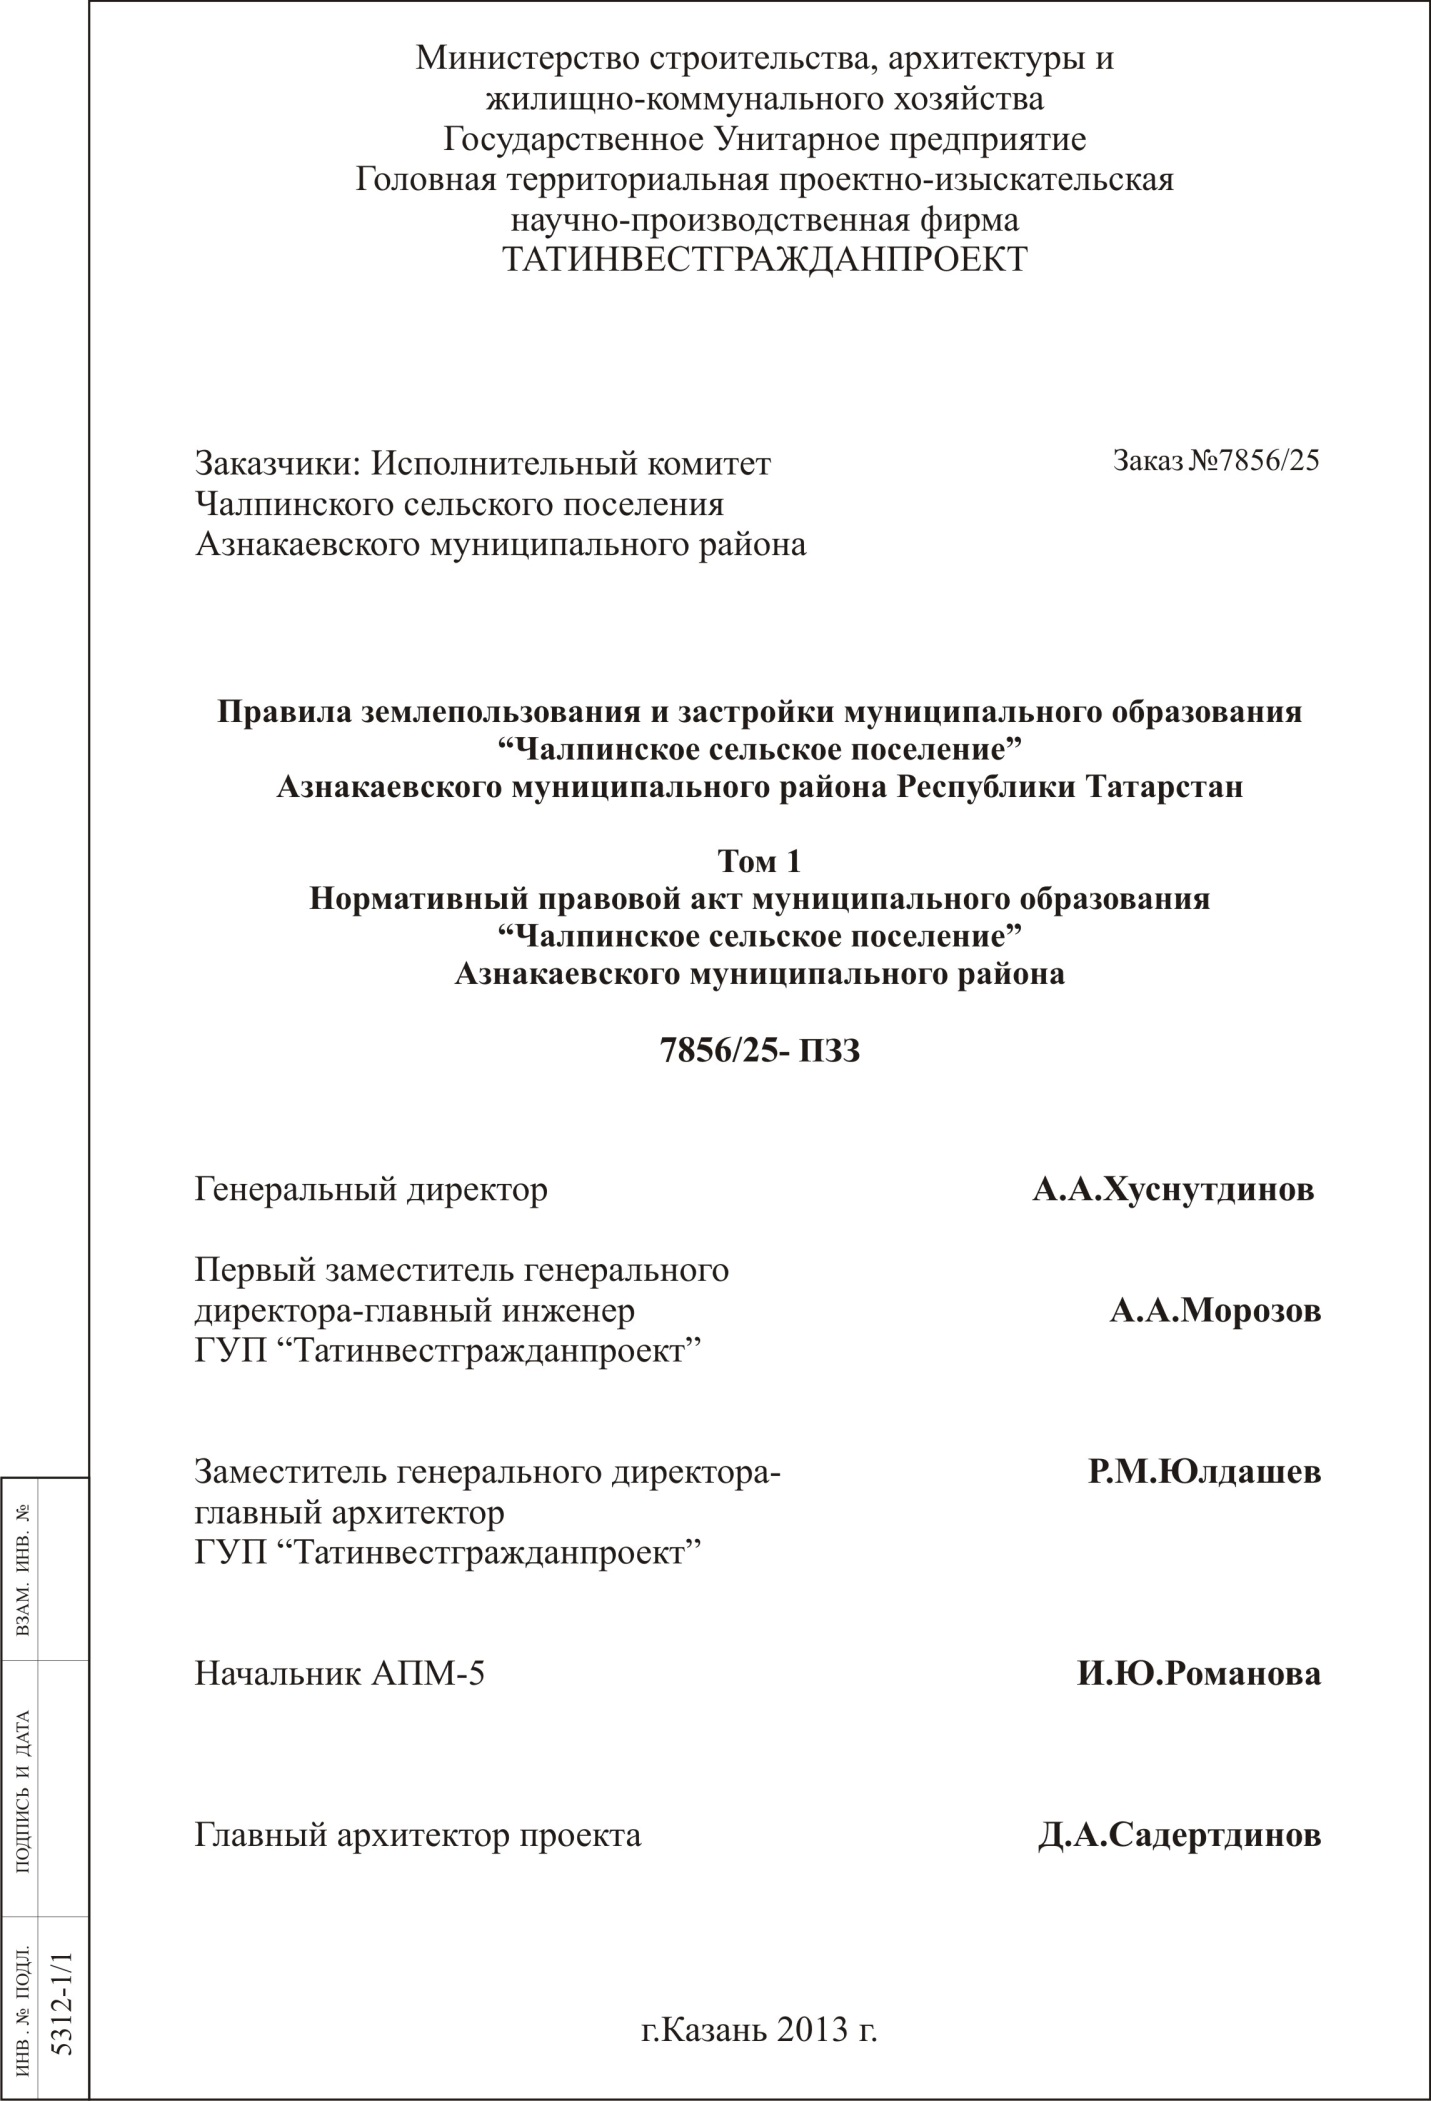 Министерство строительства, архитектуры и
жилищно-коммунального хозяйства
Государственное Унитарное предприятие
Головная территориальная проектно-изыскательская
научно-производственная фирма
ТАТИНВЕСТГРАЖДАНПРОЕКТ
Заказчики: Исполнительный комитет
Чалпинского сельского поселения
Азнакаевского муниципального района
Заказ №7856/25
Правила землепользования и застройки муниципального образования
“Чалпинское сельское поселение”
Азнакаевского муниципального района Республики Татарстан
Том 1
Нормативный правовой акт муниципального образования
“Чалпинское сельское поселение”
Азнакаевского муниципального района
7856/25- ПЗЗ
Генеральный директор А.А.Хуснутдинов
Первый заместитель генерального
директора-главный инженер А.А.Морозов
ГУП “Татинвестгражданпроект”
Заместитель генерального директора- Р.М.Юлдашев
главный архитектор
ГУП “Татинвестгражданпроект”
Начальник АПМ-5 И.Ю.Романова
Главный архитектор проекта Д.А.Садертдинов
г.Казань 2013 г.
ВЗАМ. ИНВ. №
ПОДПИСЬ И ДАТА
ИНВ. № ПОДЛ.
5312-1/1